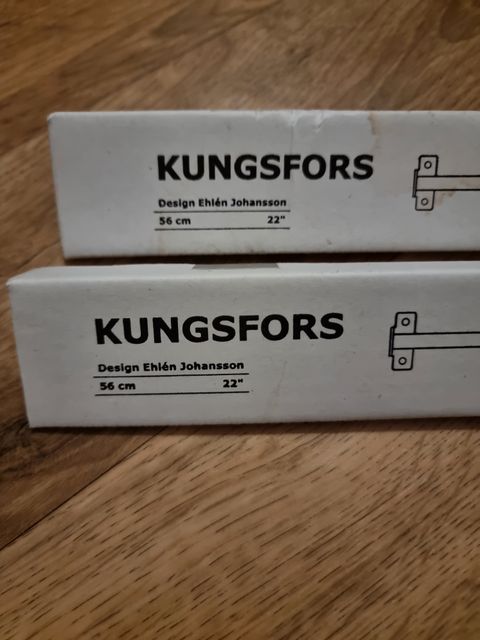 KUNGSFORS
Design Ehlén Johansson
56 cm 22"
KUNGSFORS
Design Ehlén Johansson
56 cm 22"